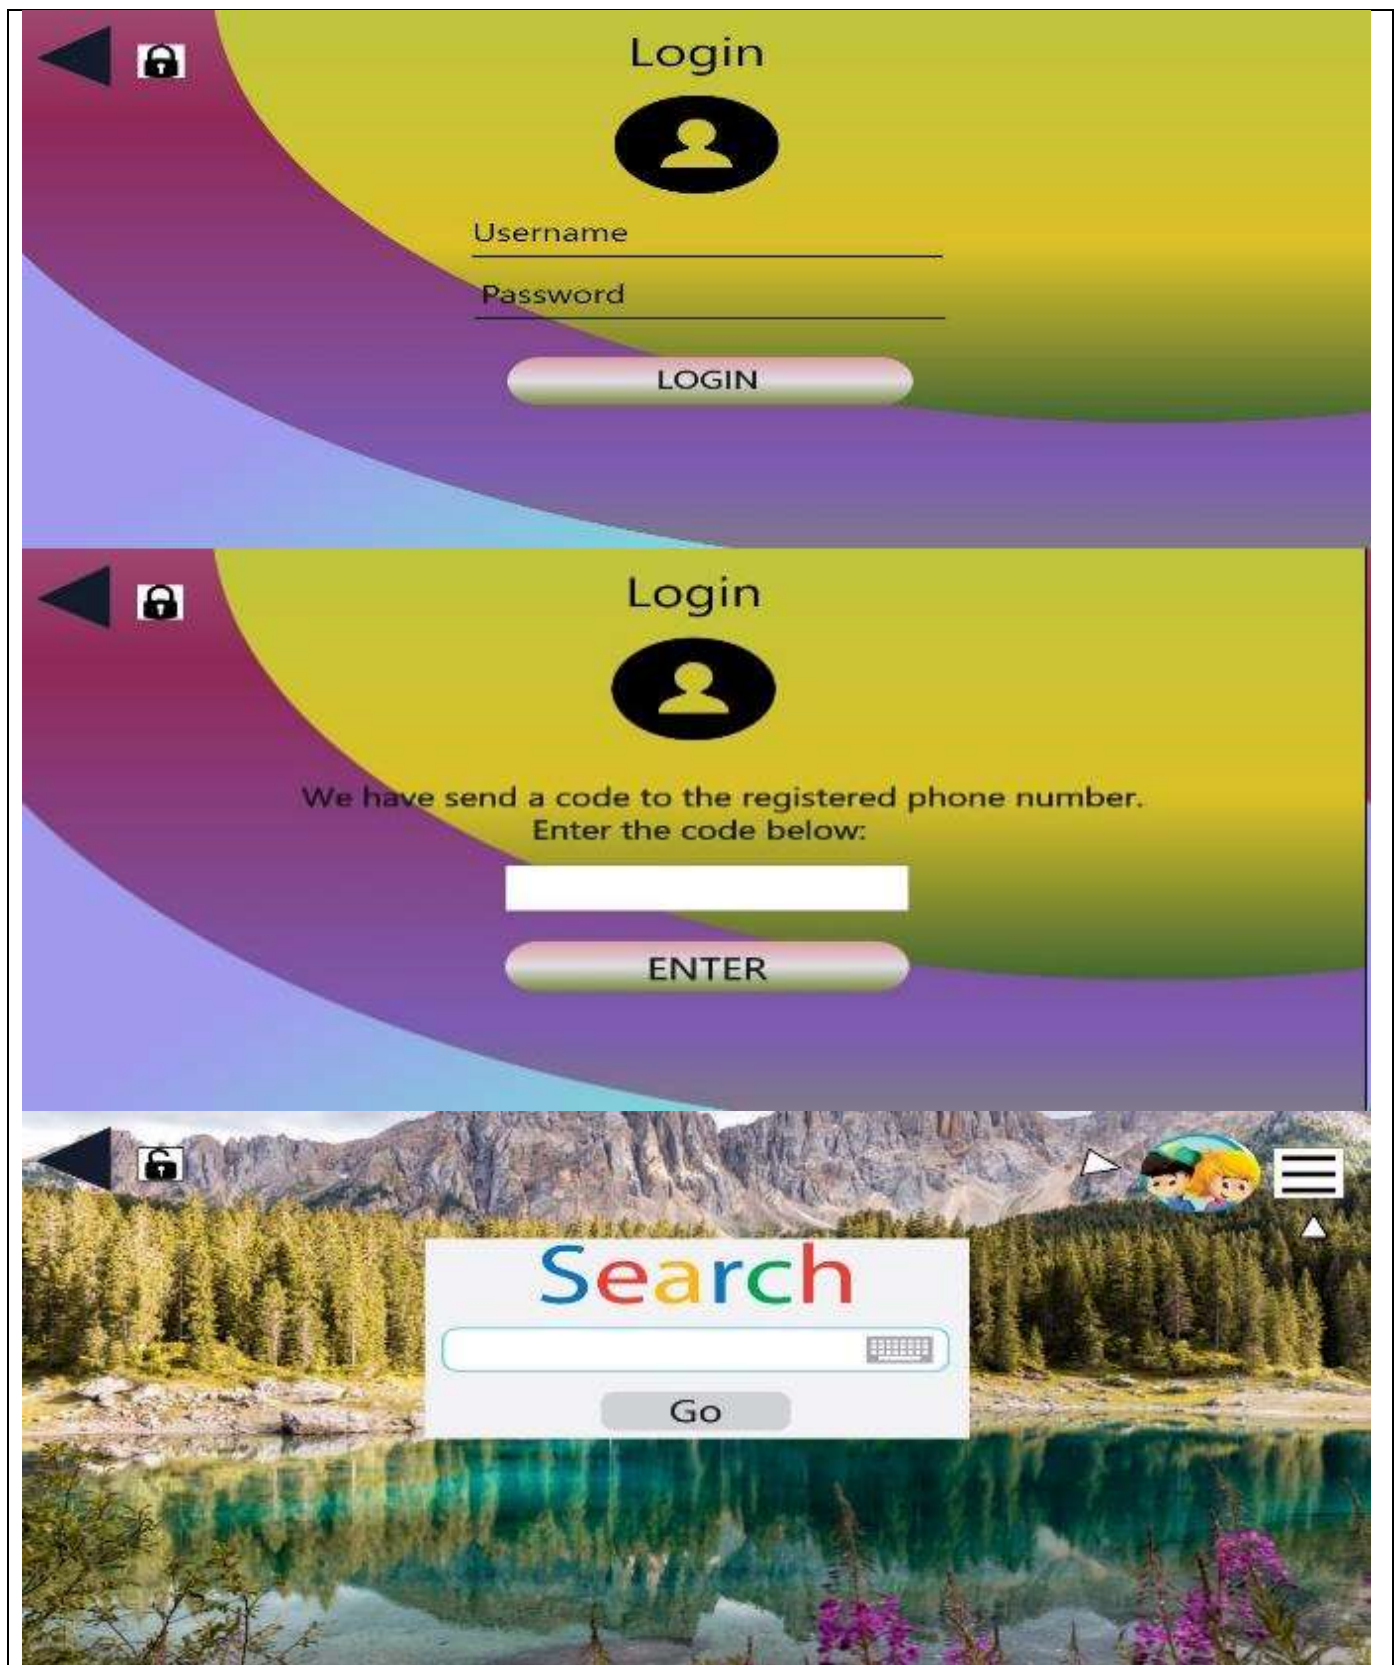 Login
Username
Password
LOGIN
Login
We have send a code to the registered phone number.
Enter the code below:
ENTER
Search
Go